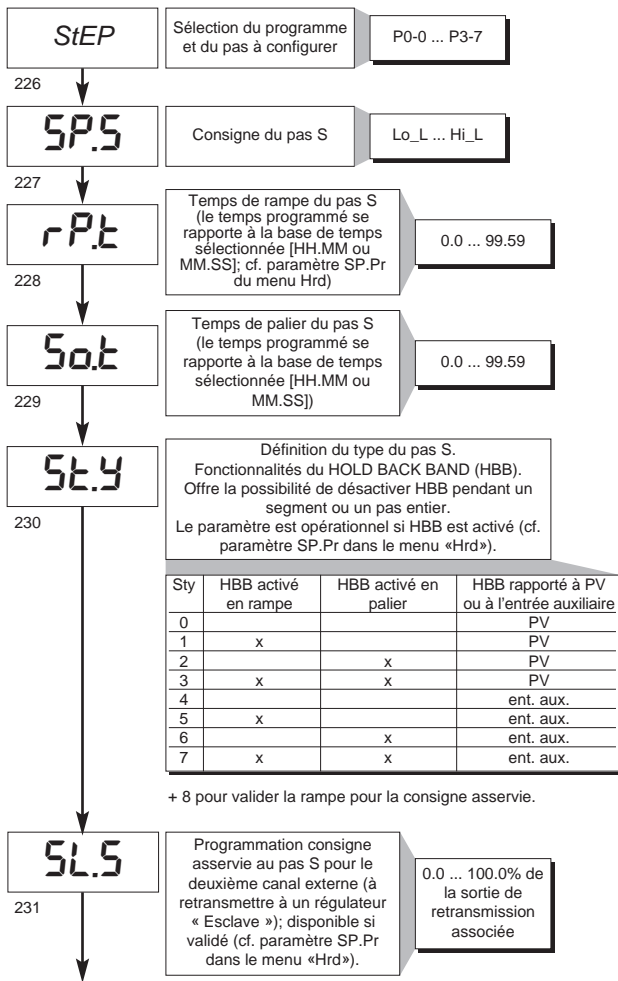 StEP
Sélection du programme
et du pas à configurer
P0-0 ... P3-7
226
SP.S
Consigne du pas S
Lo_L ... Hi_L
227
rP.t
Temps de rampe du pas S
(le temps programmé se
rapporte à la base de temps
sélectionnée [HH.MM ou
MM.SS]; cf. paramètre SP.Pr
du menu Hrd)
0.0 ... 99.59
228
So.t
Temps de palier du pas S
(le temps programmé se
rapporte à la base de temps
sélectionnée [HH.MM ou
MM.SS])
0.0 ... 99.59
229
St.Y
Définition du type du pas S.
Fonctionnalités du HOLD BACK BAND (HBB).
Offre la possibilité de désactiver HBB pendant un
segment ou un pas entier.
Le paramètre est opérationnel si HBB est activé (cf.
paramètre SP.Pr dans le menu «Hrd»).
230
Sty HBB activé en rampe HBB activé en palier HBB rapporté à PV ou à l'entrée auxiliaire
0 PV
1 x PV
2 x PV
3 x x PV
4 ent. aux.
5 x ent. aux.
6 x ent. aux.
7 x x ent. aux.
+ 8 pour valider la rampe pour la consigne asservie.
SL.S
Programmation consigne
asservie au pas S pour le
deuxième canal externe (à
retransmettre à un régulateur
« Esclave »); disponible si
validé (cf. paramètre SP.Pr
dans le menu «Hrd»).
0.0 ... 100.0% de
la sortie de
retransmission
associée
231